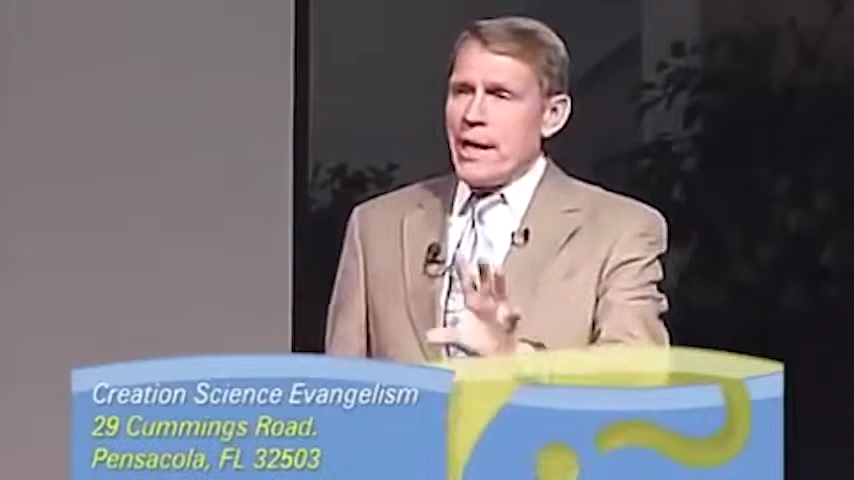 Creation Science Evangelism
29 Cummings Road.
Pensacola, FL 32503